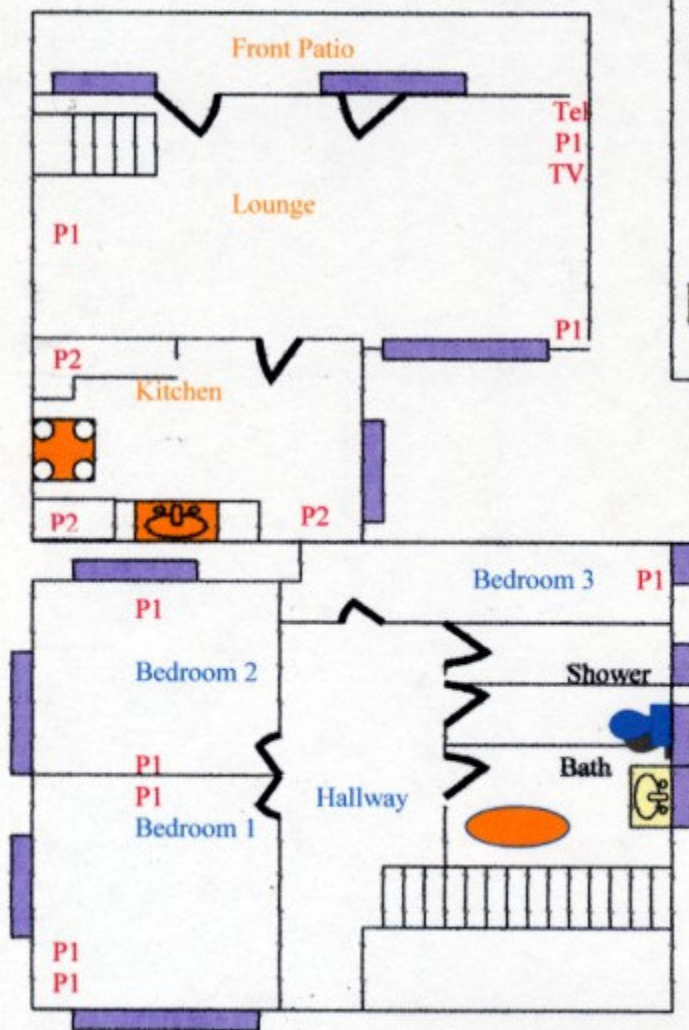 Front Patio
Tel
P1
TV
Lounge
P1
P1
P2
Kitchen
P2
P2
Bedroom 3
P1
P1
Bedroom 2
Shower
P1
P1
Bath
Hallway
Bedroom 1
P1
P1